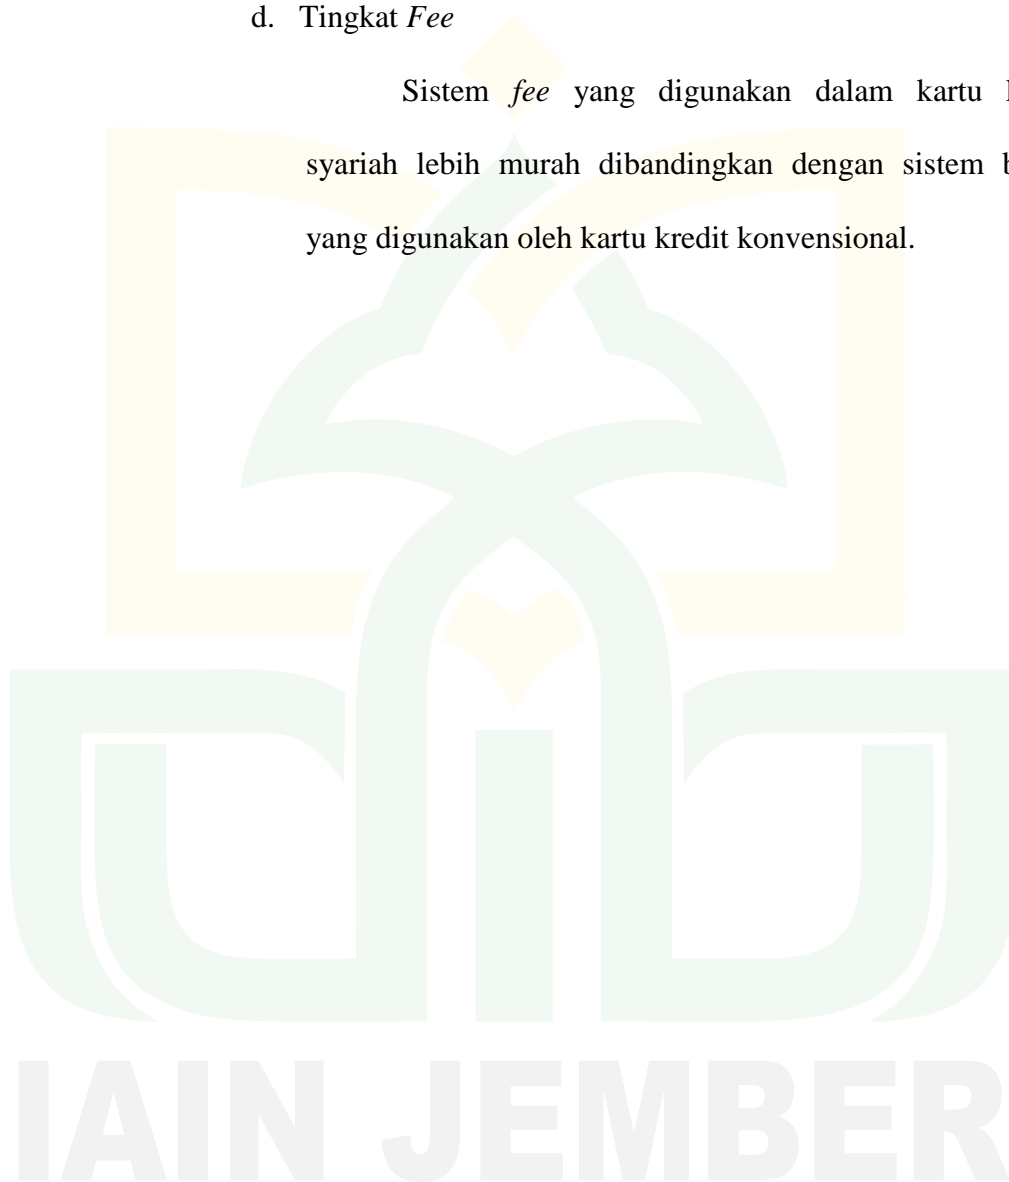 d. Tingkat Fee
Sistem fee yang digunakan dalam kartu
syariah lebih murah dibandingkan dengan sistem
yang digunakan oleh kartu kredit konvensional.
IAIN JEMBER